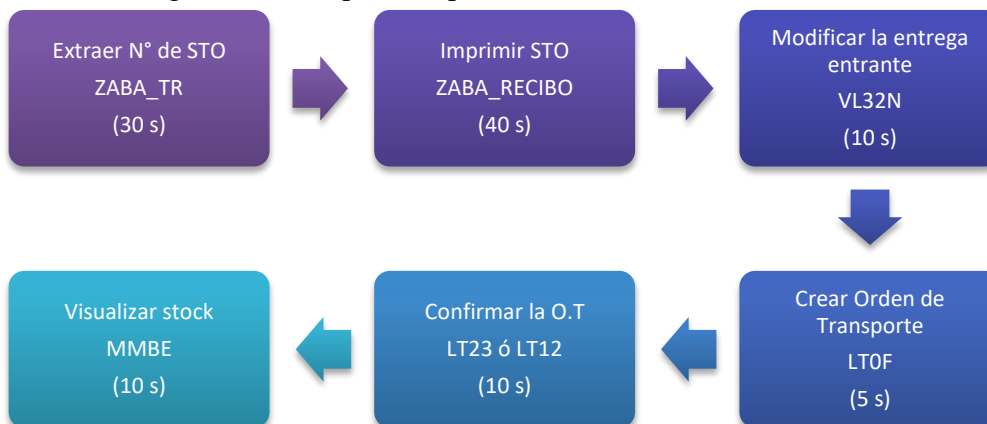 Extraer N° de STO
ZABA_TR
(30 s)
Imprimir STO
ZABA_RECIBO
(40 s)
Modificar la entrega
entrante
VL32N
(10 s)
Crear Orden de
Transporte
LT0F
(5 s)
Confirmar la O.T
LT23 ó LT12
(10 s)
Visualizar stock
MMBE
(10 s)